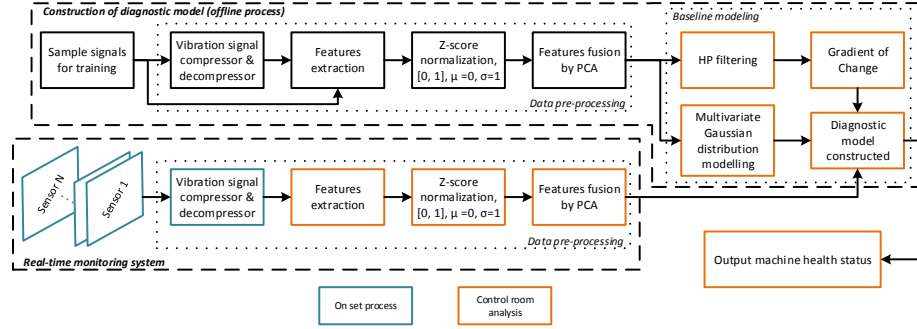 Construction of diagnostic model (offline process)
Baseline modeling
Sample signals
for training
Vibration signal
compressor &
decompressor
Features
extraction
Z-score
normalization,
[0, 1], μ =0, σ=1
Features fusion
by PCA
Data pre-processing
HP filtering
Gradient of
Change
Multivariate
Gaussian
distribution
modelling
Diagnostic
model
constructed
Sensor N
Sensor 1
Vibration signal
compressor &
decompressor
Features
extraction
Z-score
normalization,
[0, 1], μ =0, σ=1
Features fusion
by PCA
Data pre-processing
Real-time monitoring system
Output machine health status
On set process
Control room
analysis